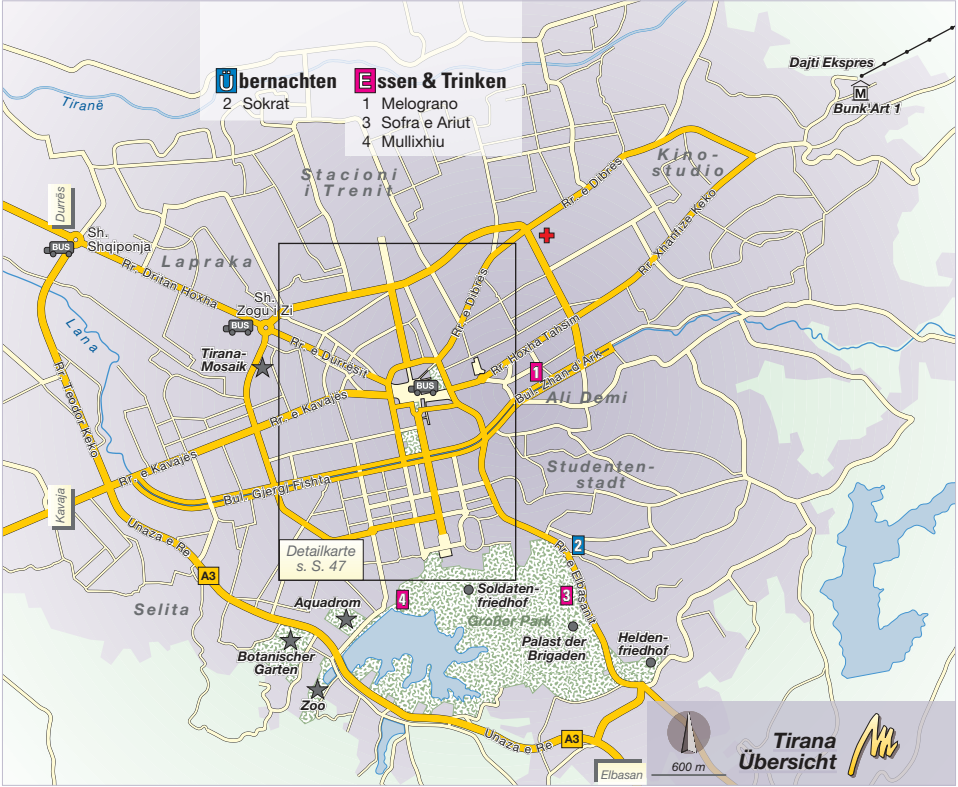 Übernachten
2 Sokrat
Essen & Trinken
1 Melograno
3 Sofra e Ariut
4 Mullixhiu
Dajti Ekspres
M
Bunk'Art 1
Tiranë
Stacioni
i Trenit
Kino-
studio
Rr. e Dibrës
Rr. Xhanfize Keko
Durrës
Sh.
Shqiponja
BUS
Lapraka
Rr. Dritan Hoxha
Sh.
Zogu i Zi
BUS
Lana
Tirana-
Mosaik
Rr. e Durrësit
Rr. e Dibrës
Rr. Hoxha Tahsim
BUS
1
Bul. Zhan d'Ark
Ali Demi
Rr. Teodor Keko
Rr. e Kavajës
Rr. e Kavajës
Bul. Gjergj Fishta
Studenten-
stadt
Kavaja
Unaza e Re
A3
Detailkarte
s. S. 47
2
Rr. e Elbasanit
Selita
Aquadrom
4
Soldaten-
friedhof
3
Großer Park
Palast der
Brigaden
Helden-
friedhof
Botanischer
Garten
Zoo
Unaza e Re
A3
Elbasan
600 m
Tirana
Übersicht